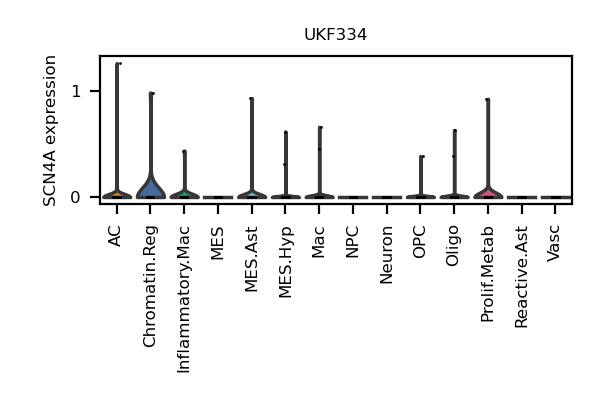 UKF334
SCN4A expression
1
0
AC
Chromatin.Reg
Inflammatory.Mac
MES
MES.Ast
MES.Hyp
Mac
NPC
Neuron
OPC
Oligo
Prolif.Metab
Reactive.Ast
Vasc